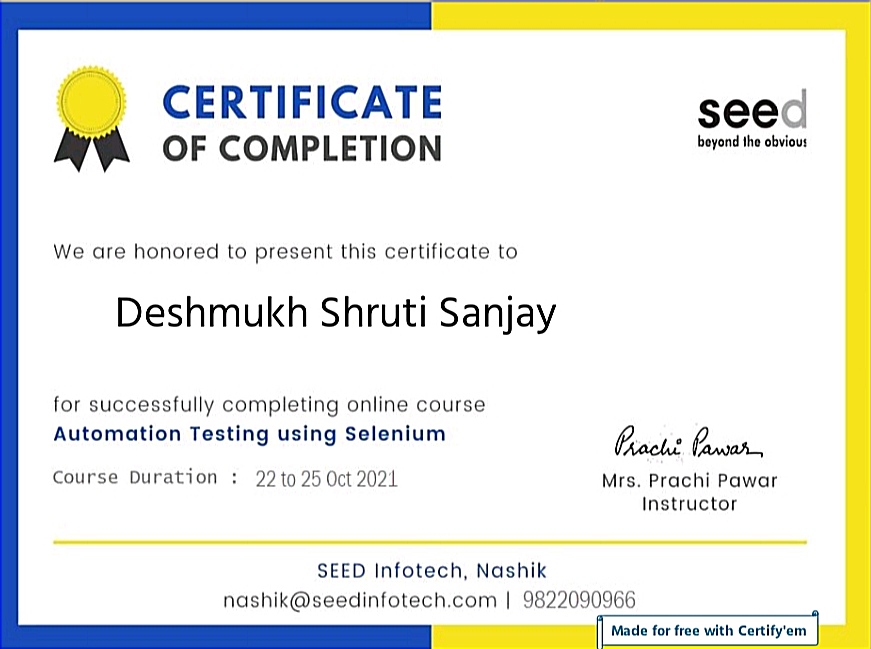 CERTIFICATE
OF COMPLETION
seed
beyond the obvious
We are honored to present this certificate to
Deshmukh Shruti Sanjay
for successfully completing online course
Automation Testing using Selenium
Course Duration : 22 to 25 Oct 2021
Prachi Pawar
Mrs. Prachi Pawar
Instructor
SEED Infotech, Nashik
nashik@seedinfotech.com | 9822090966
Made for free with Certify'em